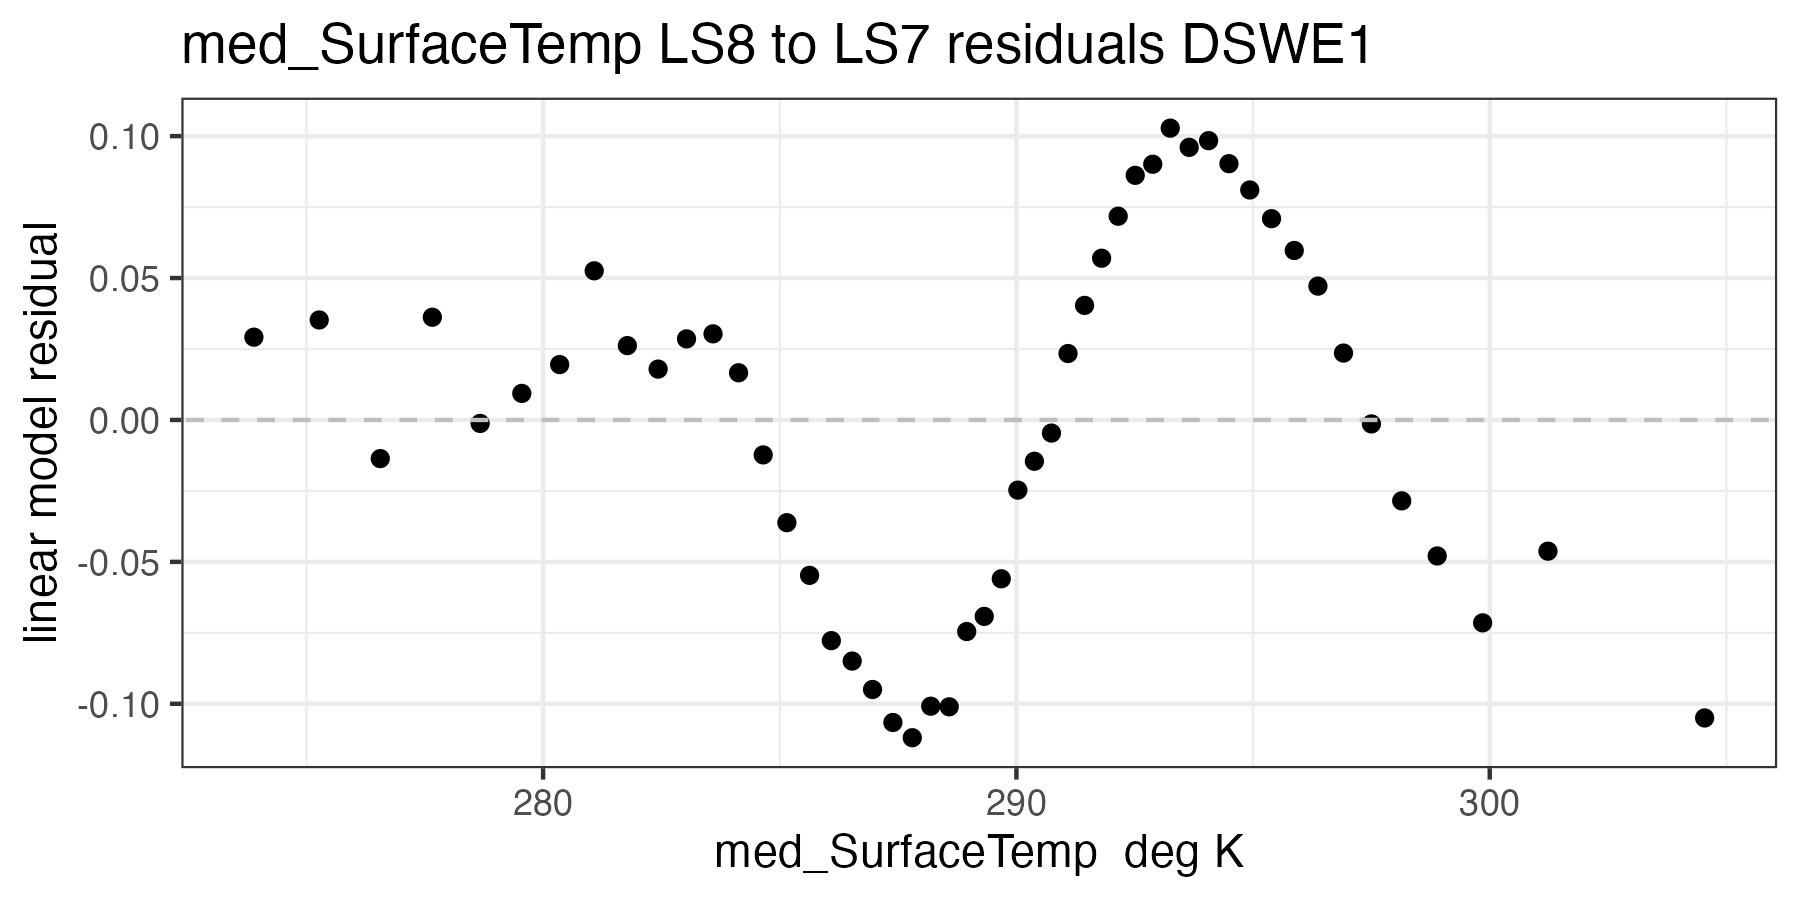 med_SurfaceTemp LS8 to LS7 residuals DSWE1
linear model residual
0.10
0.05
0.00
-0.05
-0.10
280
290
300
med_SurfaceTemp  deg K